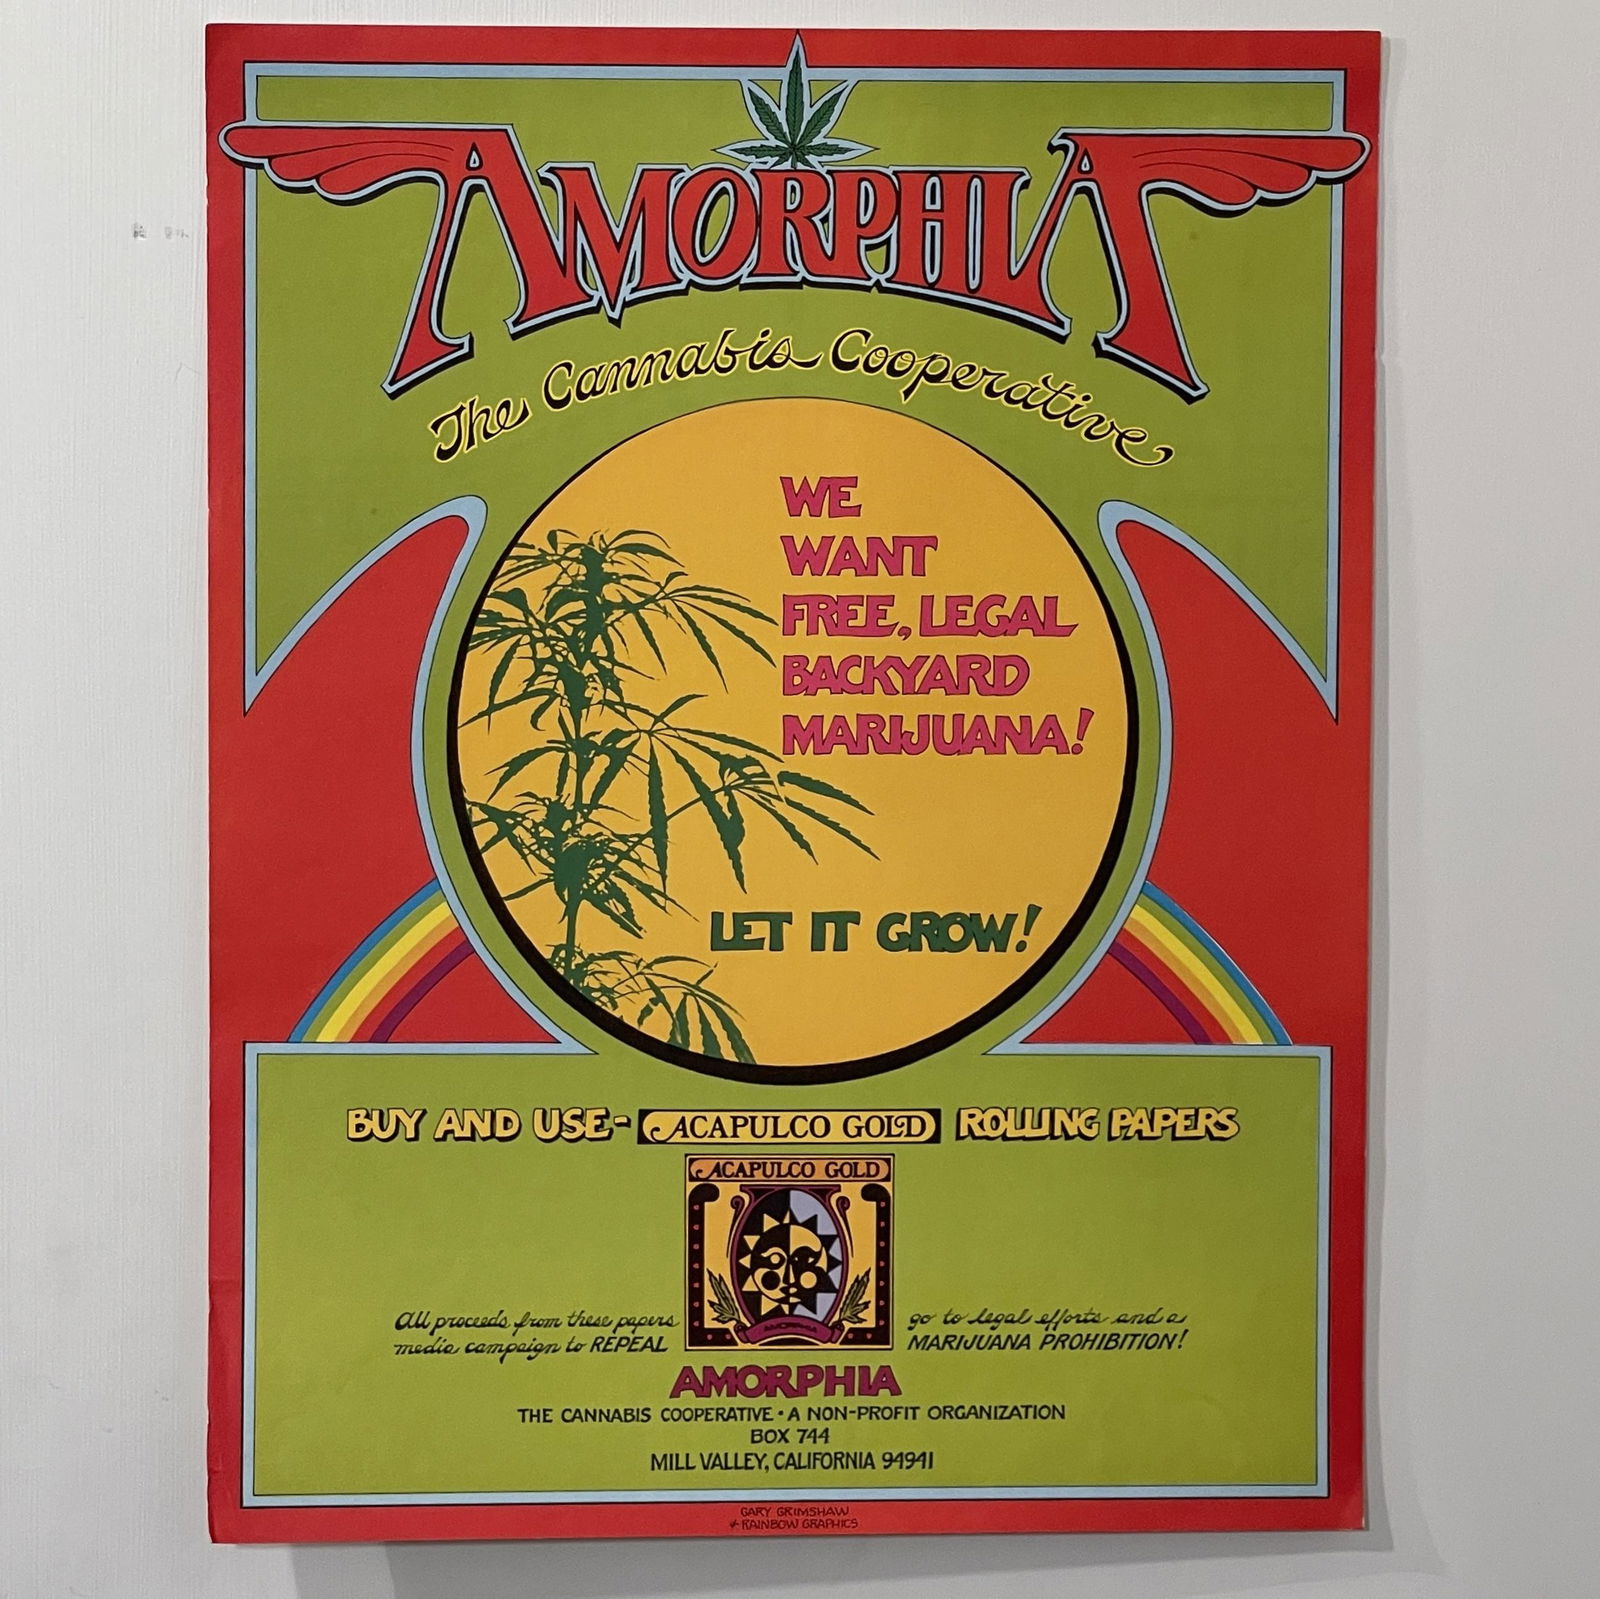 AMORPHIA
The Cannabis Cooperative
WE
WANT
FREE, LEGAL
BACKYARD
MARIJUANA!
LET IT GROW!
BUY AND USE- ACAPULCO GOLD ROLLING PAPERS
ACAPULCO GOLD
AMORPHIA
All proceeds from these papers go to legal efforts and a
media campaign to REPEAL MARIJUANA PROHIBITION!
AMORPHIA
THE CANNABIS COOPERATIVE • A NON-PROFIT ORGANIZATION
BOX 744
MILL VALLEY, CALIFORNIA 94941
GARY GRIMSHAW
& RAINBOW GRAPHICS